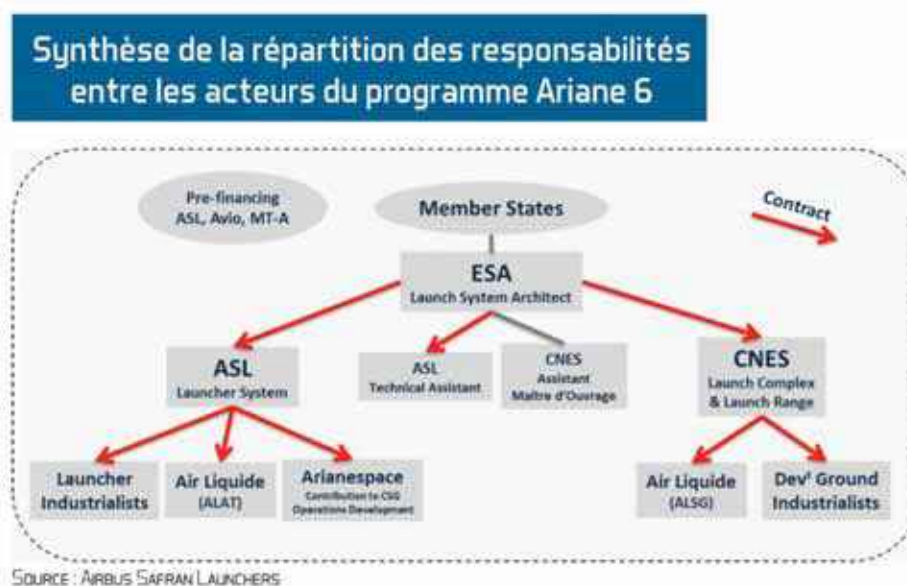 Synthèse de la répartition des responsabilités
entre les acteurs du programme Ariane 6
Pre-financing
ASL, Avio, MT-A
Member States
Contract
ESA
Launch System Architect
ASL
Launcher System
ASL
Technical Assistant
CNES
Assistant
Maître d'Ouvrage
CNES
Launch Complex
& Launch Range
Launcher
Industrialists
Air Liquide
(ALAT)
Arianespace
Contribution to CSG
Operations Development
Air Liquide
(ALSG)
Devᵗ Ground
Industrialists
Source : Airbus Safran Launchers